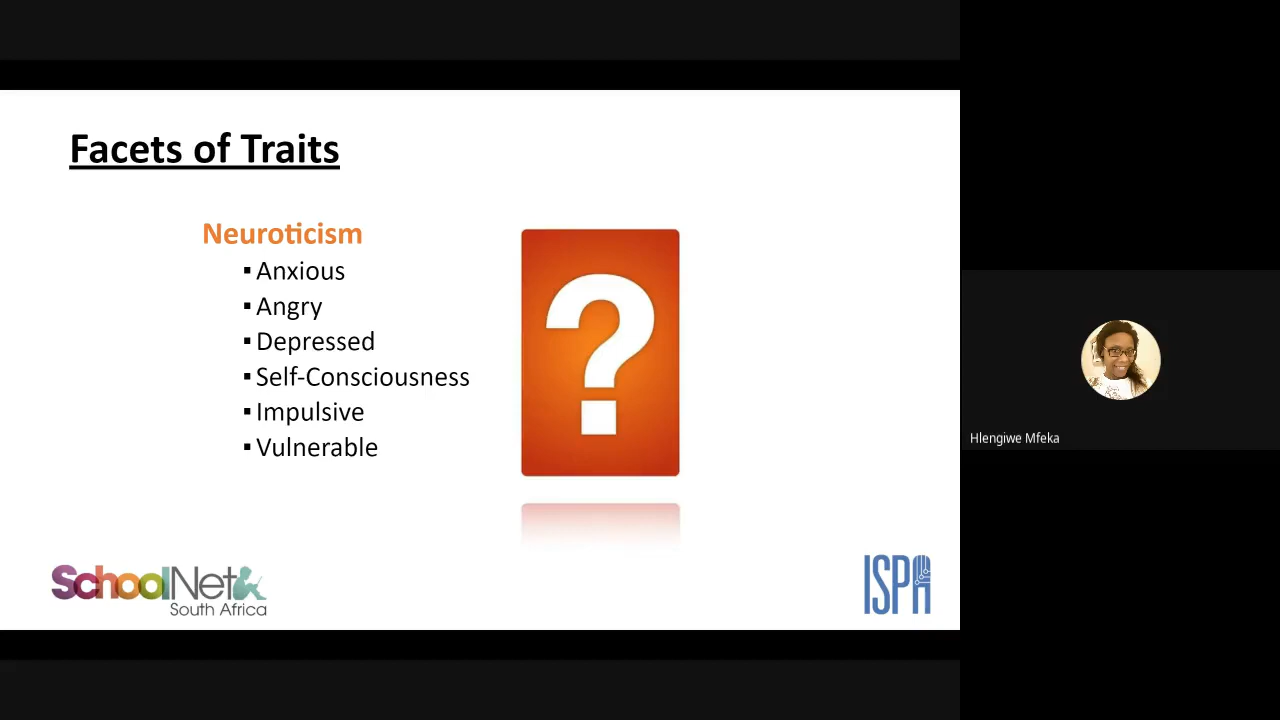 Facets of Traits
Neuroticism
▪ Anxious
▪ Angry
▪ Depressed
▪ Self-Consciousness
▪ Impulsive
▪ Vulnerable
?
SchoolNet
South Africa
ISPA
Hlengiwe Mfeka